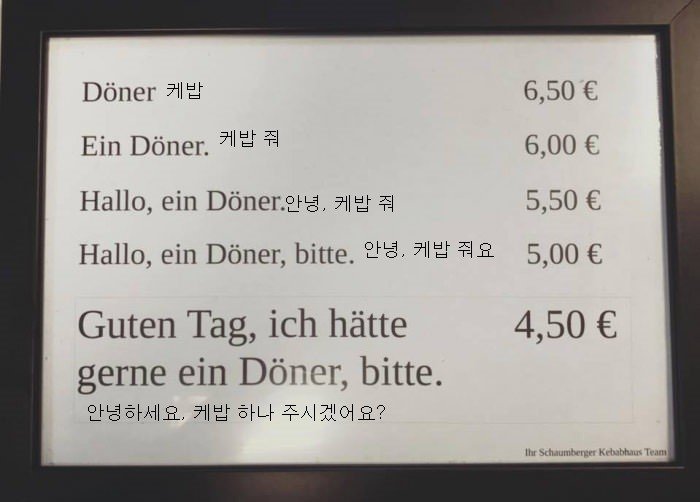 Döner 케밥 6,50 €
Ein Döner. 케밥 줘 6,00 €
Hallo, ein Döner. 안녕, 케밥 줘 5,50 €
Hallo, ein Döner, bitte. 안녕, 케밥 줘요 5,00 €
Guten Tag, ich hätte 4,50 €
gerne ein Döner, bitte.
안녕하세요, 케밥 하나 주시겠어요?
Ihr Schaumberger Kebabhaus Team